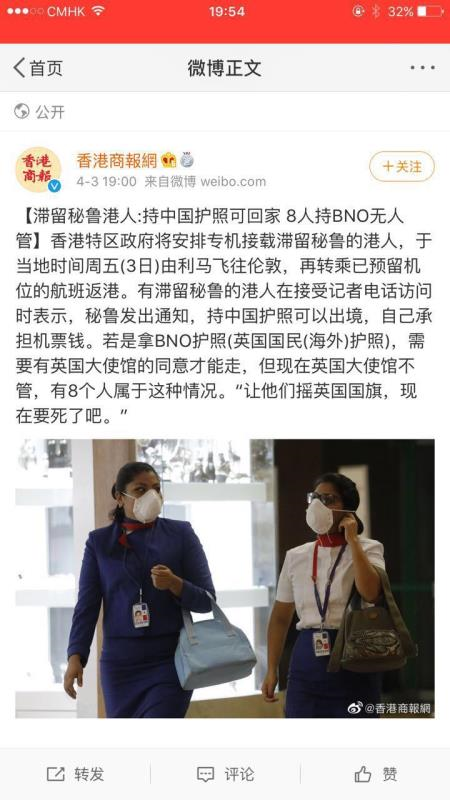 CMHK
19:54
32%
首页
微博正文
公开
香港商報
香港商報網
4-3 19:00 来自微博 weibo.com
+关注
【滞留秘鲁港人:持中国护照可回家 8人持BNO无人
管】香港特区政府将安排专机接载滞留秘鲁的港人，于
当地时间周五(3日)由利马飞往伦敦，再转乘已预留机
位的航班返港。有滞留秘鲁的港人在接受记者电话访问
时表示，秘鲁发出通知，持中国护照可以出境，自己承
担机票钱。若是拿BNO护照(英国国民(海外)护照)，需
要有英国大使馆的同意才能走，但现在英国大使馆不
管，有8个人属于这种情况。“让他们摇英国国旗，现
在要死了吧。”
@香港商報網
转发
评论
赞